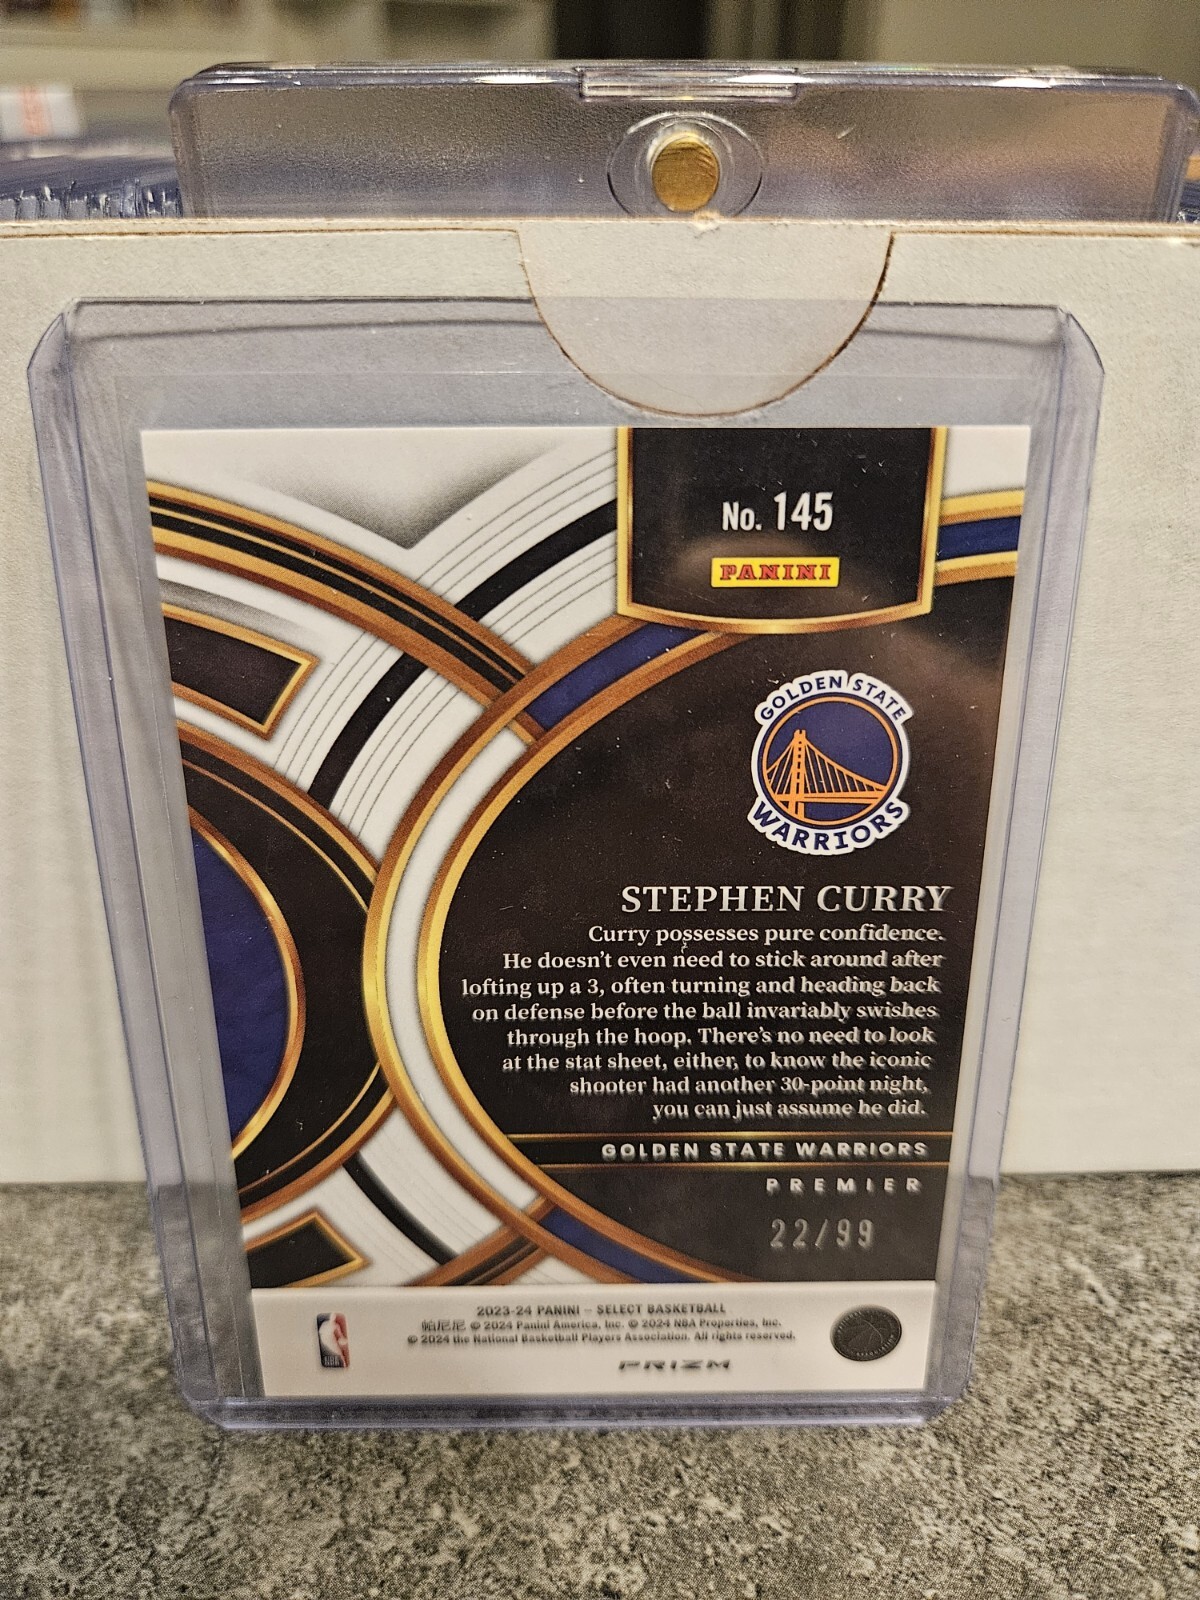 No. 145
PANINI
GOLDEN STATE
WARRIORS
STEPHEN CURRY
Curry possesses pure confidence.
He doesn't even need to stick around after
lofting up a 3, often turning and heading back
on defense before the ball invariably swishes
through the hoop. There's no need to look
at the stat sheet, either, to know the iconic
shooter had another 30-point night,
you can just assume he did.
GOLDEN STATE WARRIORS
PREMIER
22/99
2023-24 PANINI – SELECT BASKETBALL
帕尼尼 © 2024 Panini America, Inc. © 2024 NBA Properties, Inc.
© 2024 the National Basketball Players Association. All rights reserved.
NBA
PRIZM